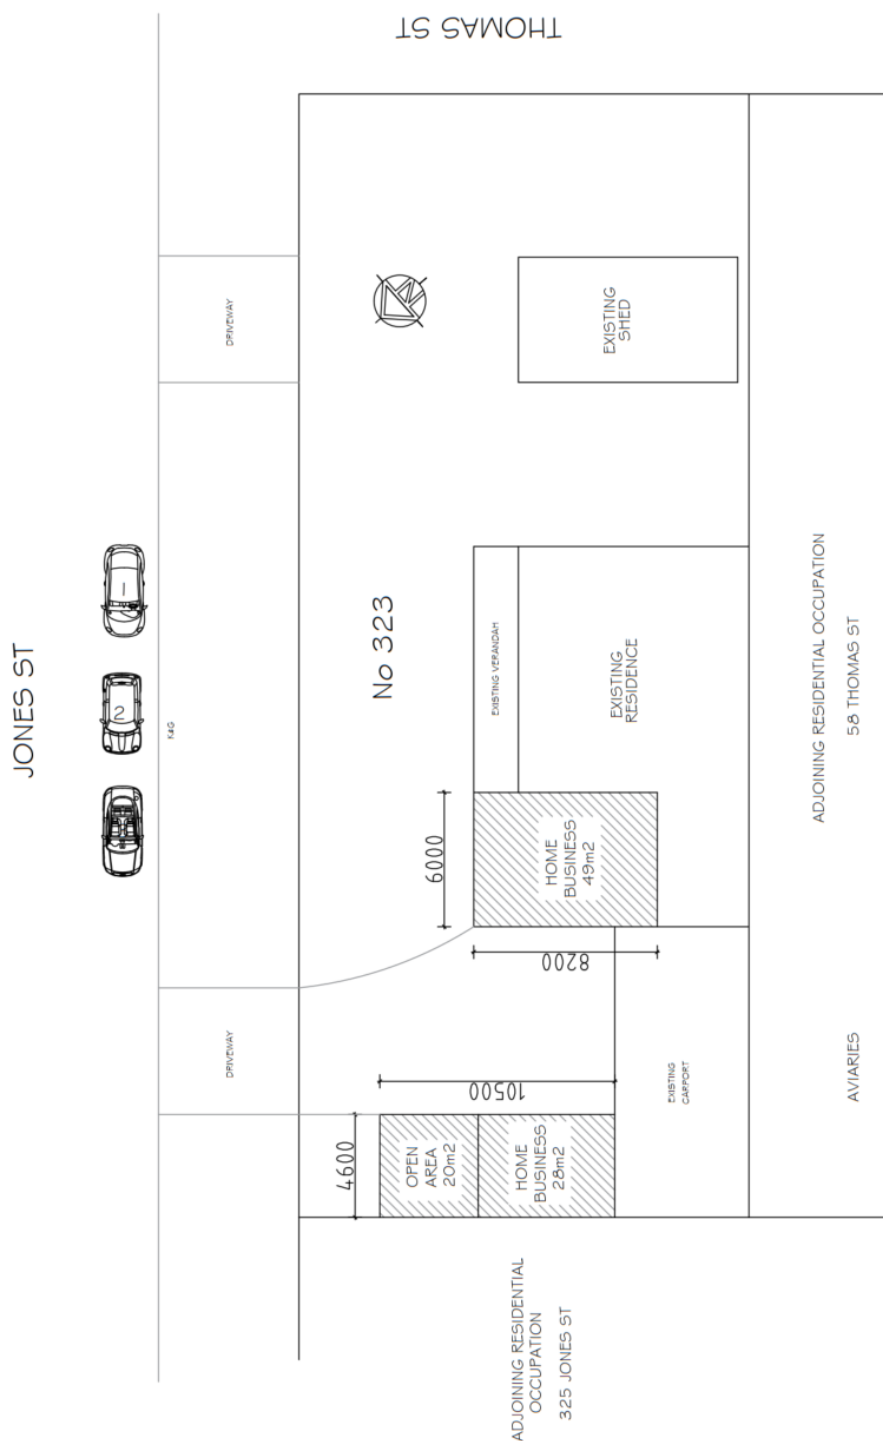 THOMAS ST
JONES ST
DRIVEWAY
EXISTING
SHED
1
2
K&G
No 323
EXISTING VERANDAH
EXISTING
RESIDENCE
ADJOINING RESIDENTIAL OCCUPATION
58 THOMAS ST
6000
HOME
BUSINESS
49m2
8200
DRIVEWAY
10500
EXISTING
CARPORT
AVIARIES
4600
OPEN
AREA
20m2
HOME
BUSINESS
28m2
ADJOINING RESIDENTIAL
OCCUPATION
325 JONES ST